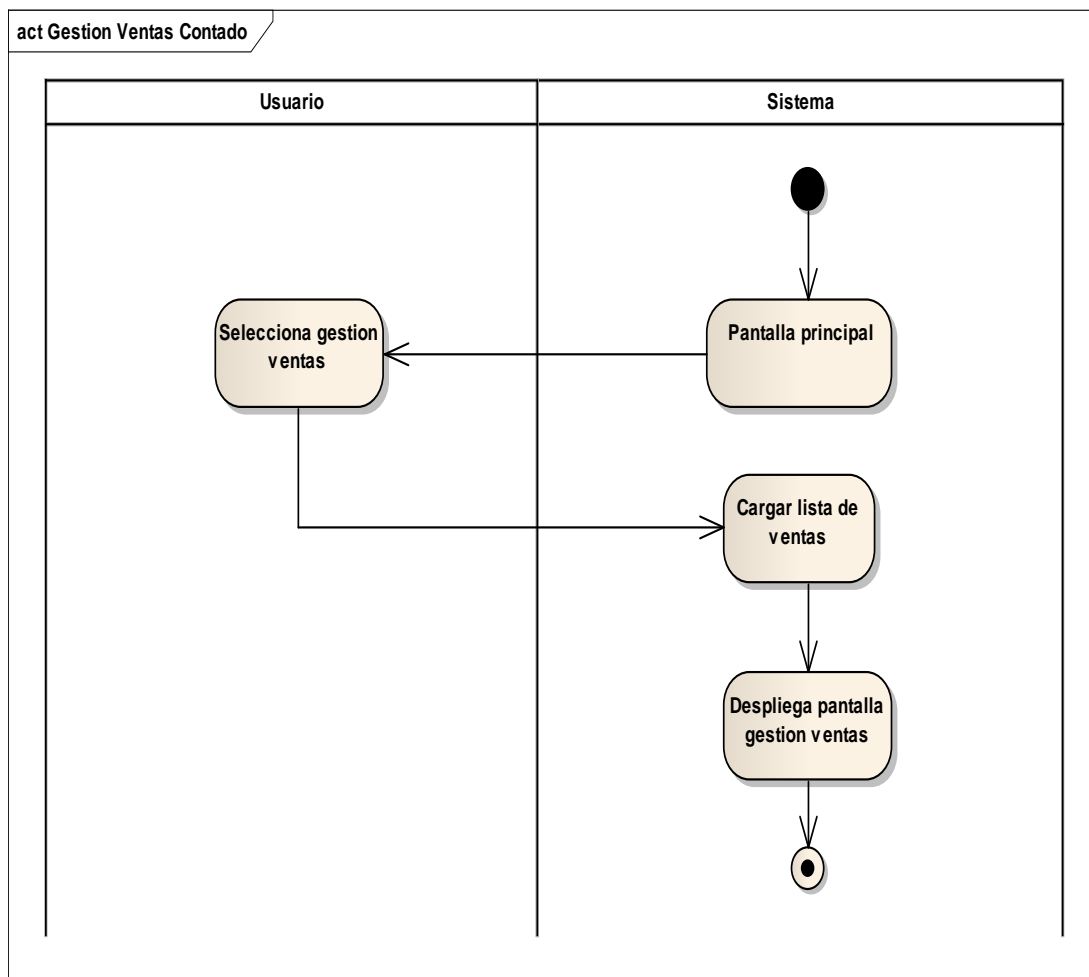 act Gestion Ventas Contado
Usuario
Sistema
Selecciona gestion
ventas
Pantalla principal
Cargar lista de
ventas
Despliega pantalla
gestion ventas